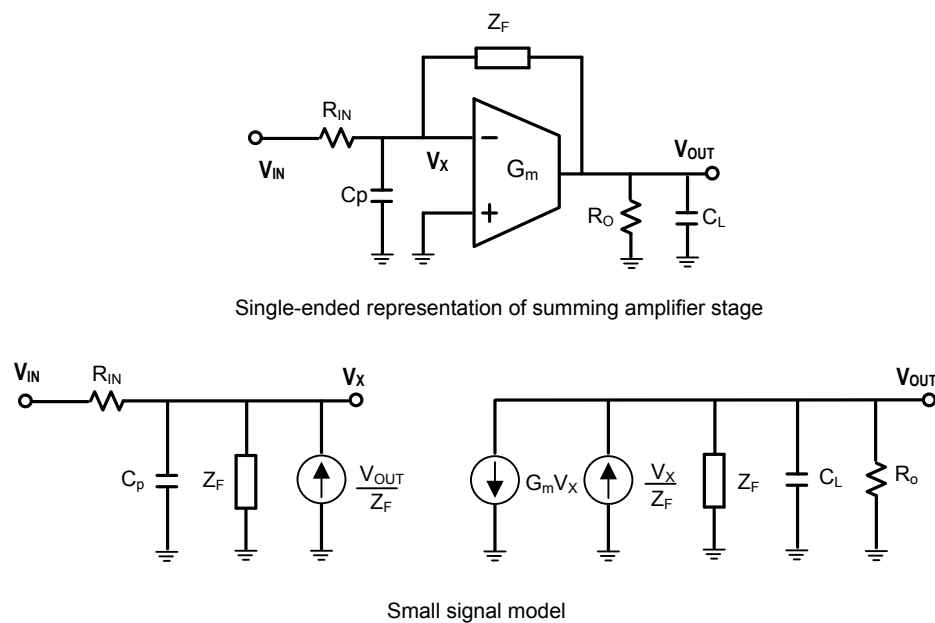 Z_F
R_IN
V_IN
V_X
−
G_m
+
Cp
V_OUT
R_O
C_L
Single-ended representation of summing amplifier stage
V_IN
R_IN
V_X
C_p
Z_F
V_OUT
Z_F
V_OUT
G_mV_X
V_X
Z_F
Z_F
C_L
R_o
Small signal model